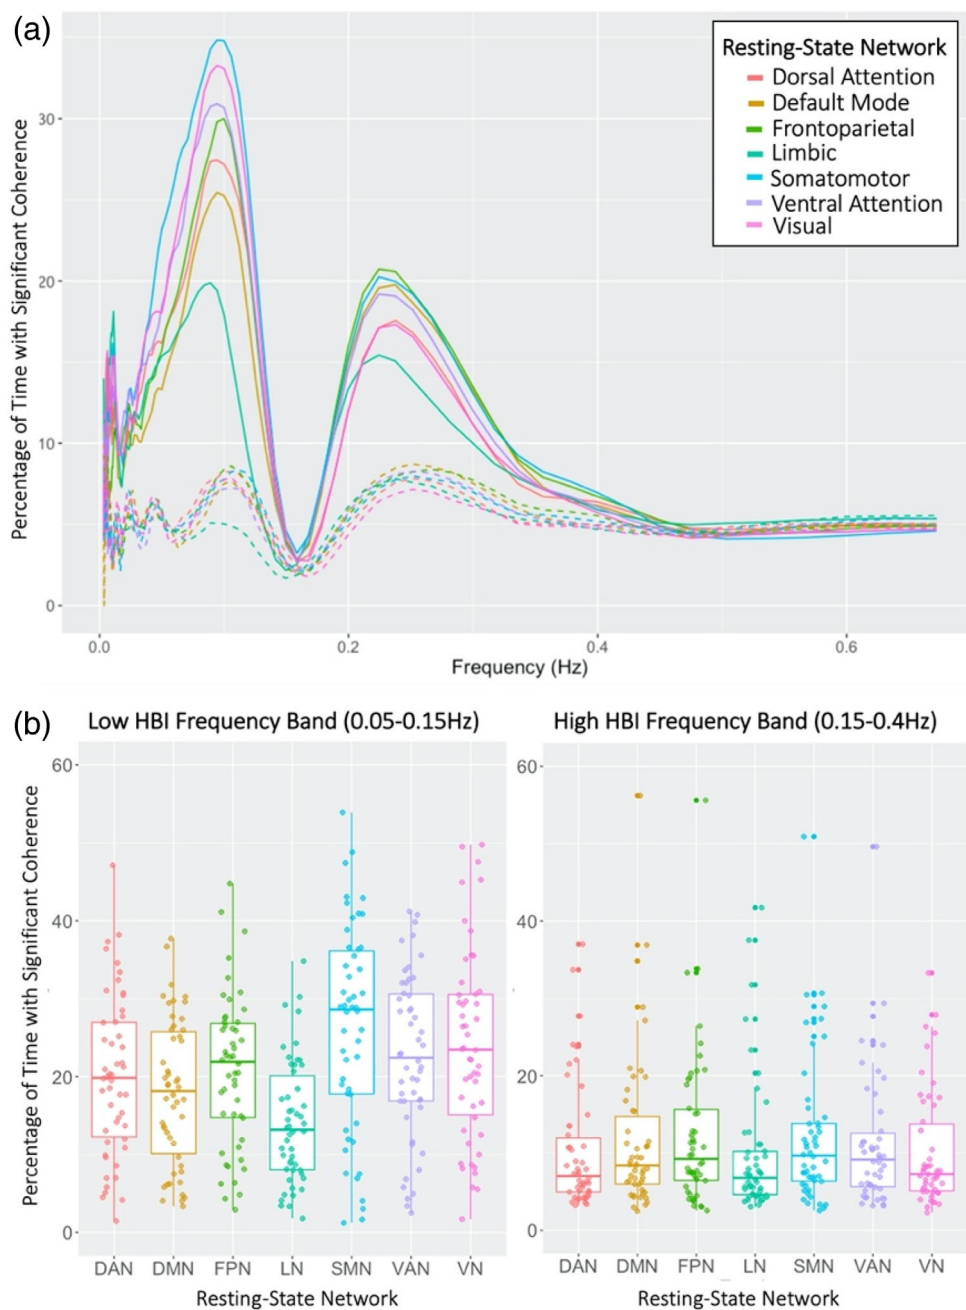 (a)
Resting-State Network
Dorsal Attention
Default Mode
Frontoparietal
Limbic
Somatomotor
Ventral Attention
Visual
Percentage of Time with Significant Coherence
30
20
10
0
0.0 0.2 0.4 0.6
Frequency (Hz)
(b)
Low HBI Frequency Band (0.05-0.15Hz)
Percentage of Time with Significant Coherence
60
40
20
0
DAN DMN FPN LN SMN VAN VN
Resting-State Network
High HBI Frequency Band (0.15-0.4Hz)
60
40
20
0
DAN DMN FPN LN SMN VAN VN
Resting-State Network